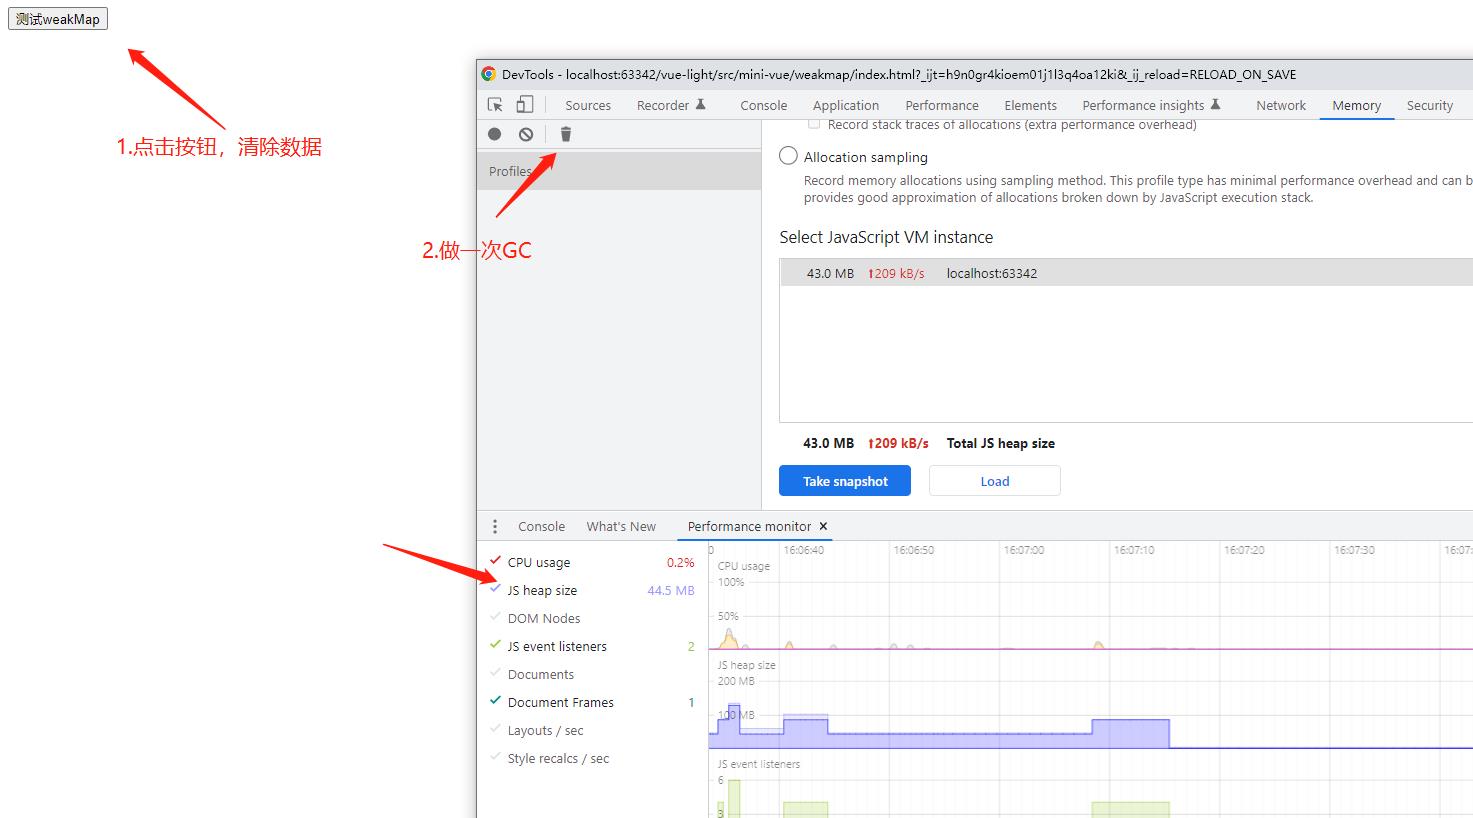 测试weakMap
DevTools - localhost:63342/vue-light/src/mini-vue/weakmap/index.html?_ijt=h9n0gr4kioem01j1l3q4oa12ki&_ij_reload=RELOAD_ON_SAVE
Sources Recorder Console Application Performance Elements Performance insights Network Memory Security
Record stack traces of allocations (extra performance overhead)
1.点击按钮，清除数据
Profiles
Allocation sampling
Record memory allocations using sampling method. This profile type has minimal performance overhead and can b
provides good approximation of allocations broken down by JavaScript execution stack.
2.做一次GC
Select JavaScript VM instance
43.0 MB ↑209 kB/s localhost:63342
43.0 MB ↑209 kB/s Total JS heap size
Take snapshot Load
Console What's New Performance monitor ×
CPU usage 0.2%
JS heap size 44.5 MB
DOM Nodes
JS event listeners 2
Documents
Document Frames 1
Layouts / sec
Style recalcs / sec
0 16:06:40 16:06:50 16:07:00 16:07:10 16:07:20 16:07:30 16:07:
CPU usage
100%
50%
JS heap size
200 MB
100 MB
JS event listeners
6
3